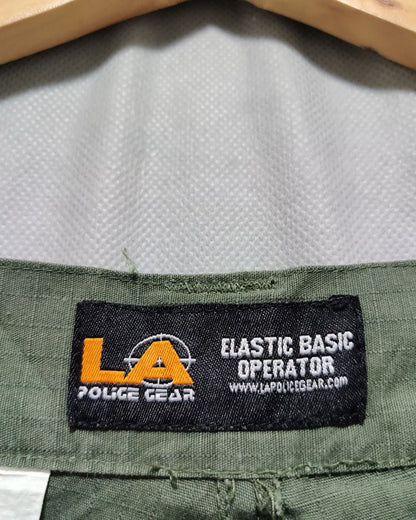 LA
POLICE GEAR
ELASTIC BASIC
OPERATOR
WWW.LAPOLICEGEAR.com